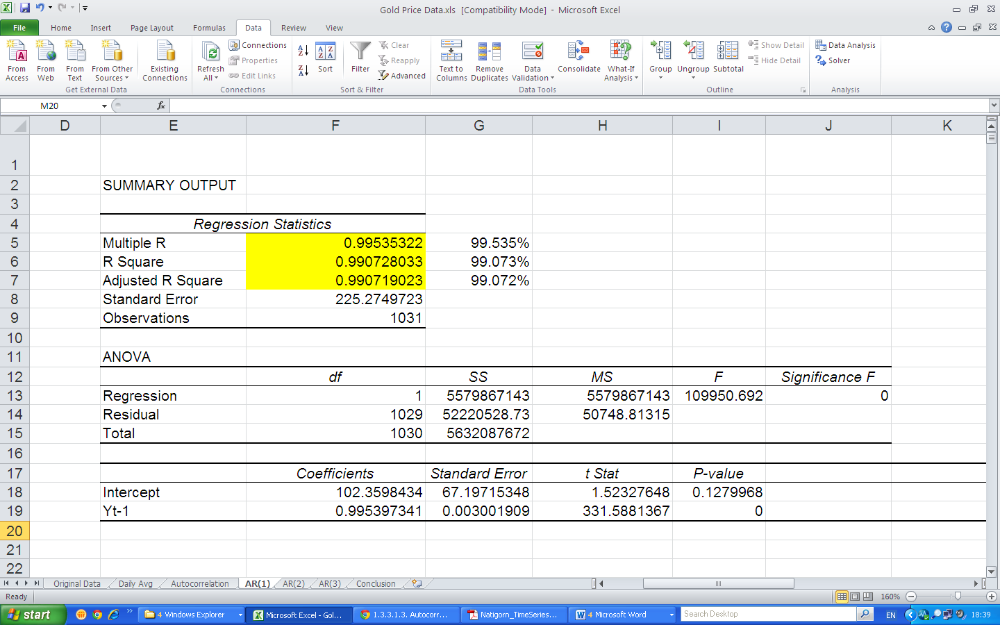 Gold Price Data.xls [Compatibility Mode] - Microsoft Excel
File Home Insert Page Layout Formulas Data Review View
From Access
From Web
From Text
From Other Sources
Existing Connections
Get External Data
Refresh All
Connections
Properties
Edit Links
Connections
Sort
Filter
Clear
Reapply
Advanced
Sort & Filter
Text to Columns
Remove Duplicates
Data Validation
Consolidate
What-If Analysis
Data Tools
Group
Ungroup
Subtotal
Show Detail
Hide Detail
Outline
Data Analysis
Solver
Analysis
M20 fx
D E F G H I J K
1
2 SUMMARY OUTPUT
3
4 Regression Statistics
5 Multiple R 0.99535322 99.535%
6 R Square 0.990728033 99.073%
7 Adjusted R Square 0.990719023 99.072%
8 Standard Error 225.2749723
9 Observations 1031
10
11 ANOVA
12 df SS MS F Significance F
13 Regression 1 5579867143 5579867143 109950.692 0
14 Residual 1029 52220528.73 50748.81315
15 Total 1030 5632087672
16
17 Coefficients Standard Error t Stat P-value
18 Intercept 102.3598434 67.19715348 1.52327648 0.1279968
19 Yt-1 0.995397341 0.003001909 331.5881367 0
20
21
22
Original Data Daily Avg Autocorrelation AR(1) AR(2) AR(3) Conclusion
Ready 160%
start 4 Windows Explorer Microsoft Excel - Gol... 1.3.3.1.3. Autocorr... Natigorn_TimeSeries... 4 Microsoft Word Search Desktop EN 18:39